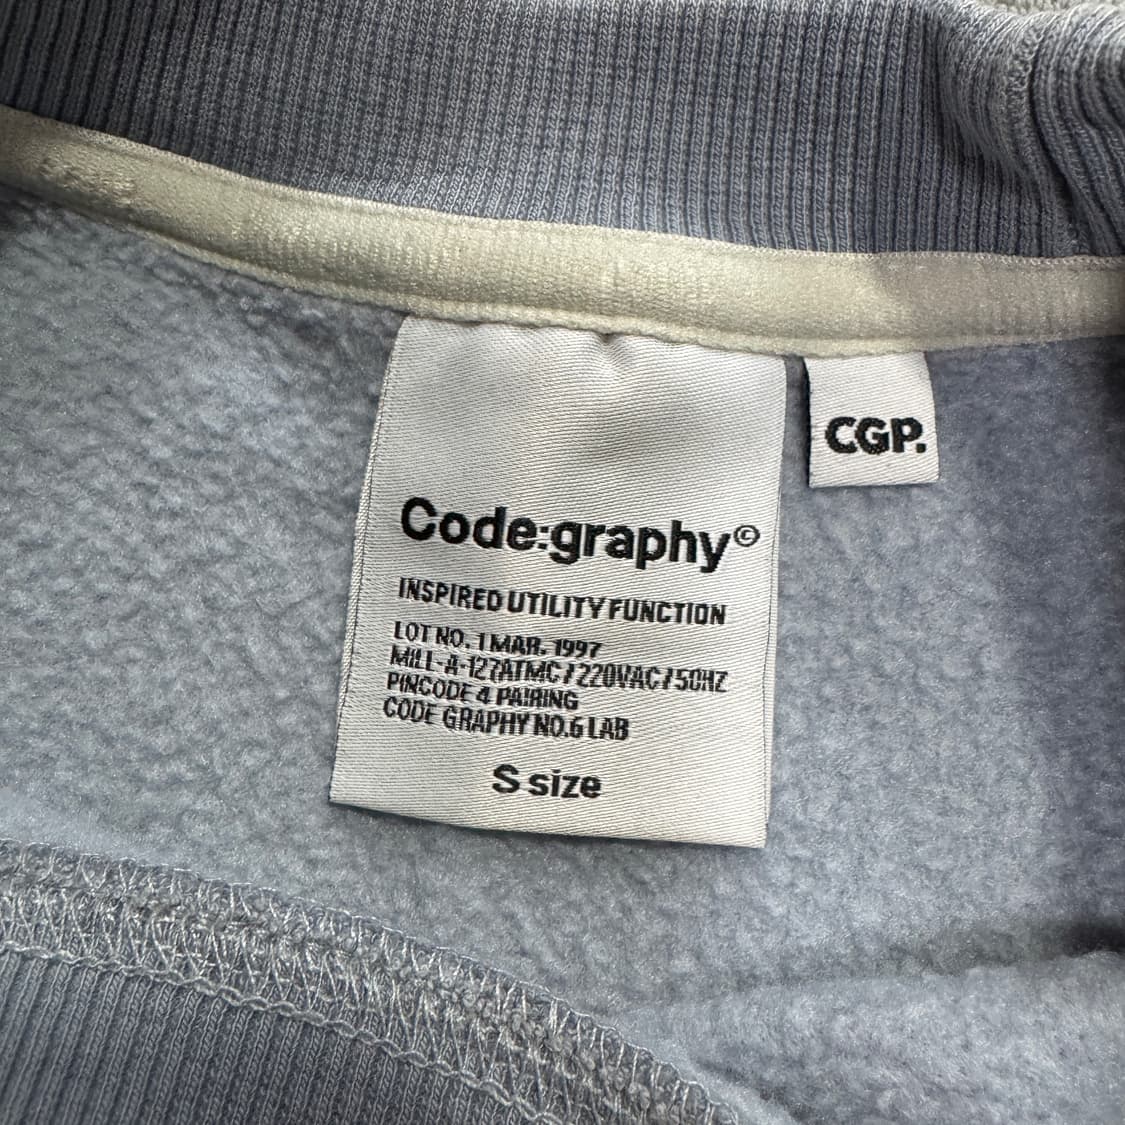 Code:graphy©
INSPIRED UTILITY FUNCTION
LOT NO. 1 MAR. 1997
MILL-A-127ATMC / 220VAC / 50HZ
PINCODE 4 PAIRING
CODE GRAPHY NO.6 LAB
S size
CGP.